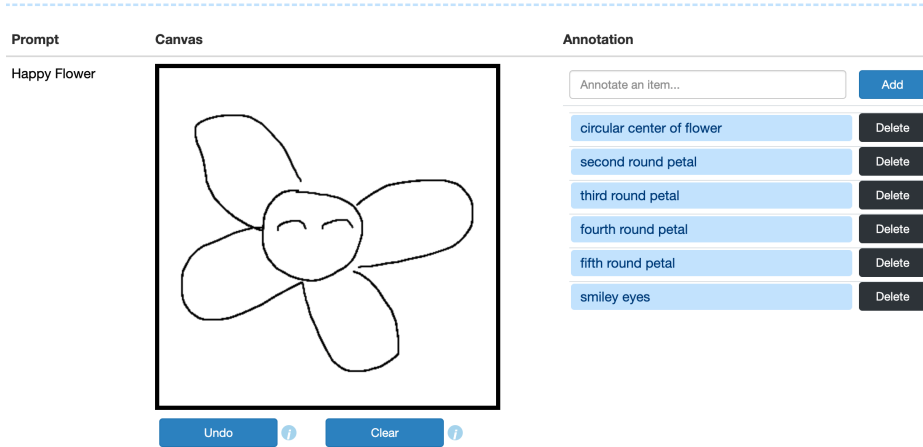 Prompt Canvas Annotation
Happy Flower
Annotate an item... Add
circular center of flower Delete
second round petal Delete
third round petal Delete
fourth round petal Delete
fifth round petal Delete
smiley eyes Delete
Undo i Clear i